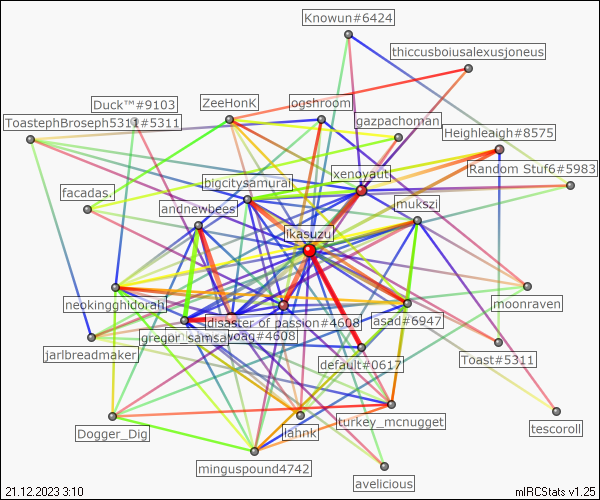 Knowun#6424
thiccusboiusalexusjoneus
Duck™#9103
ZeeHonK
ogshroom
ToastephBroseph5311#5311
gazpachoman
Heighleigh#8575
xenoyaut
Random Stuf6#5983
bigcitysamurai
facadas.
mukszi
andnewbees
ikasuzu
neokingghidorah
moonraven
disaster of passion#4608
asad#6947
gregor_samsa
voag#4608
jarlbreadmaker
Toast#5311
default#0617
turkey_mcnugget
tescoroll
Dogger_Dig
lahnk
minguspound4742
avelicious
21.12.2023 3:10
mIRCStats v1.25